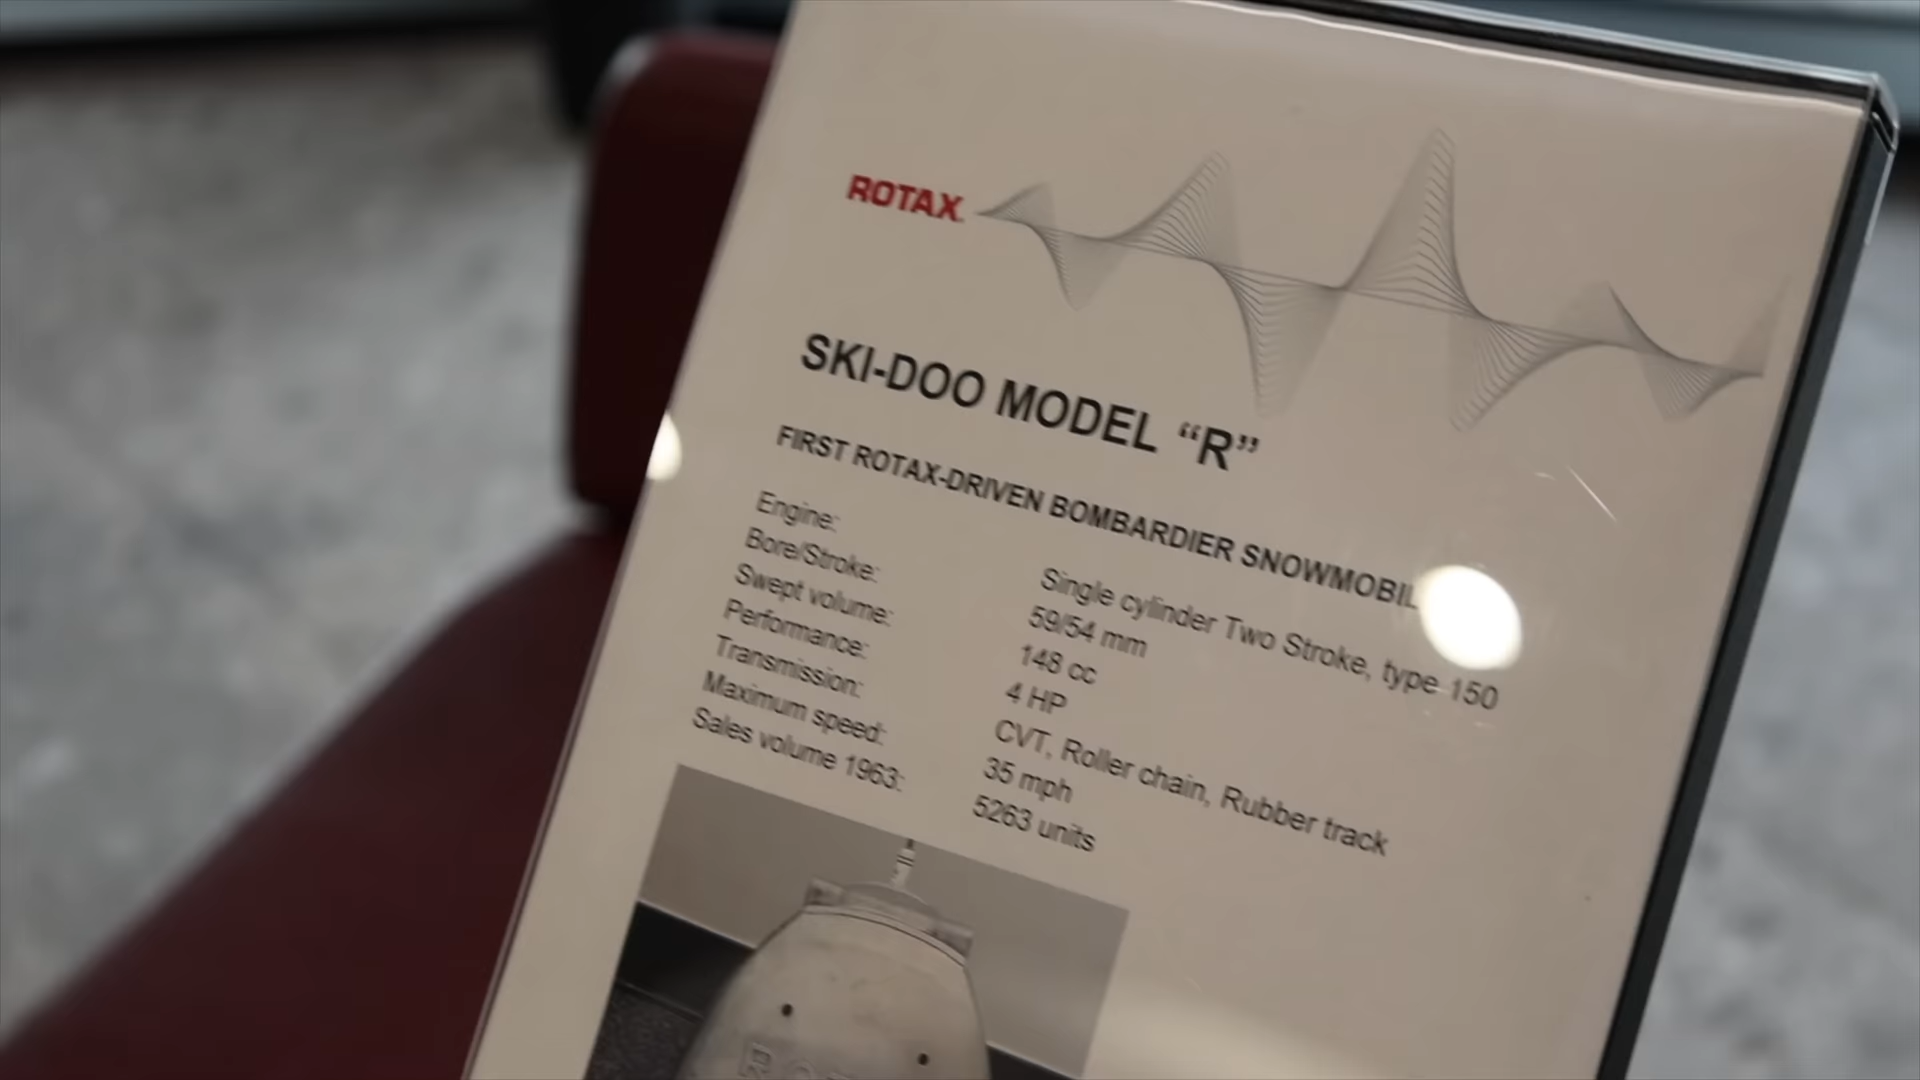 ROTAX
SKI-DOO MODEL “R”
FIRST ROTAX-DRIVEN BOMBARDIER SNOWMOBIL
Engine: Single cylinder Two Stroke, type 150
Bore/Stroke: 59/54 mm
Swept volume: 148 cc
Performance: 4 HP
Transmission: CVT, Roller chain, Rubber track
Maximum speed: 35 mph
Sales volume 1963: 5263 units